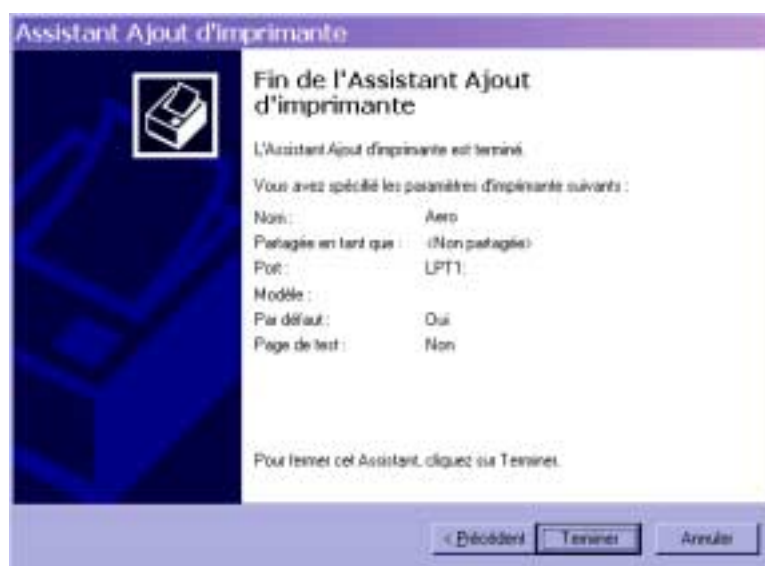 Assistant Ajout d'imprimante
Fin de l'Assistant Ajout
d'imprimante
L'Assistant Ajout d'imprimante est terminé.
Vous avez spécifié les paramètres d'imprimante suivants :
Nom : Aero
Partagée en tant que : <Non partagée>
Port : LPT1:
Modèle :
Par défaut : Oui
Page de test : Non
Pour fermer cet Assistant, cliquez sur Terminer.
< Précédent Terminer Annuler